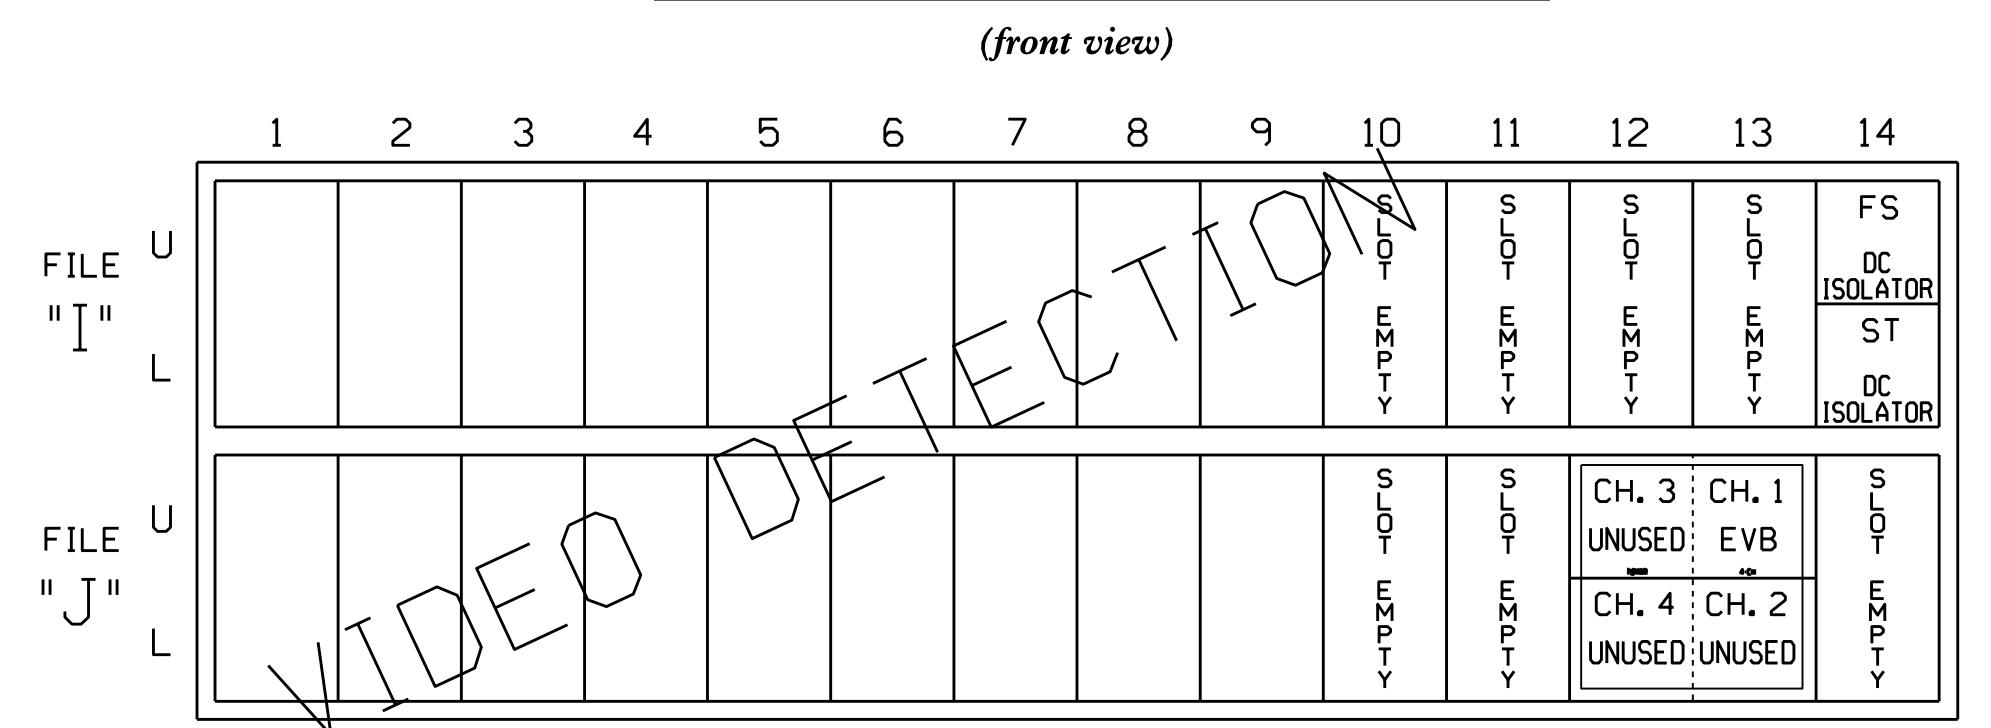 (front view)
1 2 3 4 5 6 7 8 9 10 11 12 13 14
FILE "I"
U
L
VIDEO DETECTION
SLOT EMPTY
SLOT EMPTY
SLOT EMPTY
SLOT EMPTY
FS
DC
ISOLATOR
ST
DC
ISOLATOR
FILE "J"
U
L
SLOT EMPTY
SLOT EMPTY
CH. 3
UNUSED
CH. 1
EVB
CH. 4
UNUSED
CH. 2
UNUSED
SLOT EMPTY